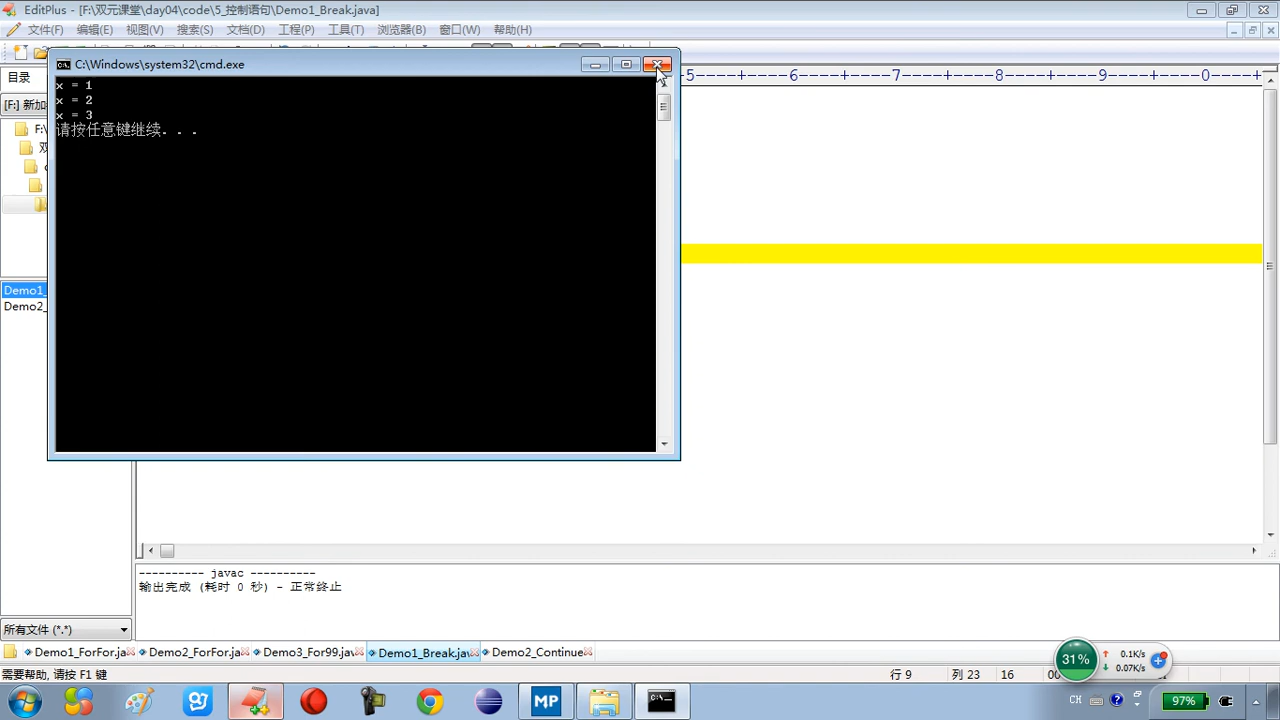 EditPlus - [F:\双元课堂\day04\code\5_控制语句\Demo1_Break.java]
文件(F) 编辑(E) 视图(V) 搜索(S) 文档(D) 工程(P) 工具(T) 浏览器(B) 窗口(W) 帮助(H)
目录
[F:] 新加
F:\
双
Demo1_
Demo2_
C:\Windows\system32\cmd.exe
x = 1
x = 2
x = 3
请按任意键继续. . .
5----+----6----+----7----+----8----+----9----+----0----+--
---------- javac ----------
输出完成 (耗时 0 秒) - 正常终止
所有文件 (*.*)
Demo1_ForFor.ja Demo2_ForFor.ja Demo3_For99.jav Demo1_Break.jav Demo2_Continue
需要帮助, 请按 F1 键
行 9 列 23 16 00
31% 0.1K/s
0.07K/s
MP
CH 97%